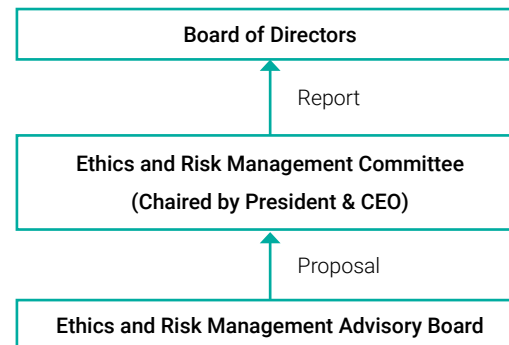 Board of Directors
Report
Ethics and Risk Management Committee
(Chaired by President & CEO)
Proposal
Ethics and Risk Management Advisory Board